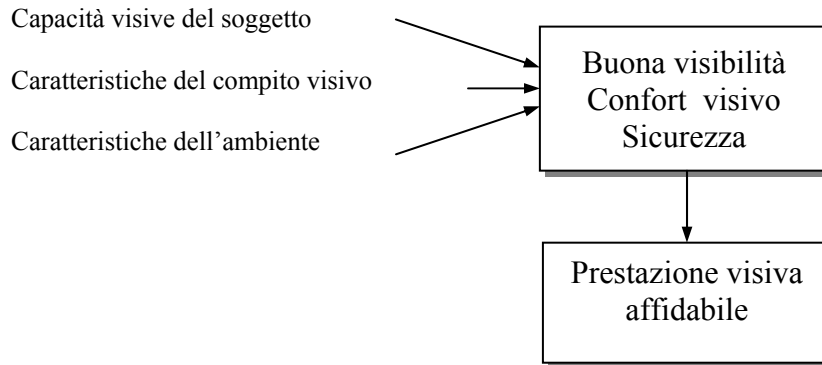 Capacità visive del soggetto
Caratteristiche del compito visivo
Caratteristiche dell’ambiente
Buona visibilità
Confort visivo
Sicurezza
Prestazione visiva
affidabile